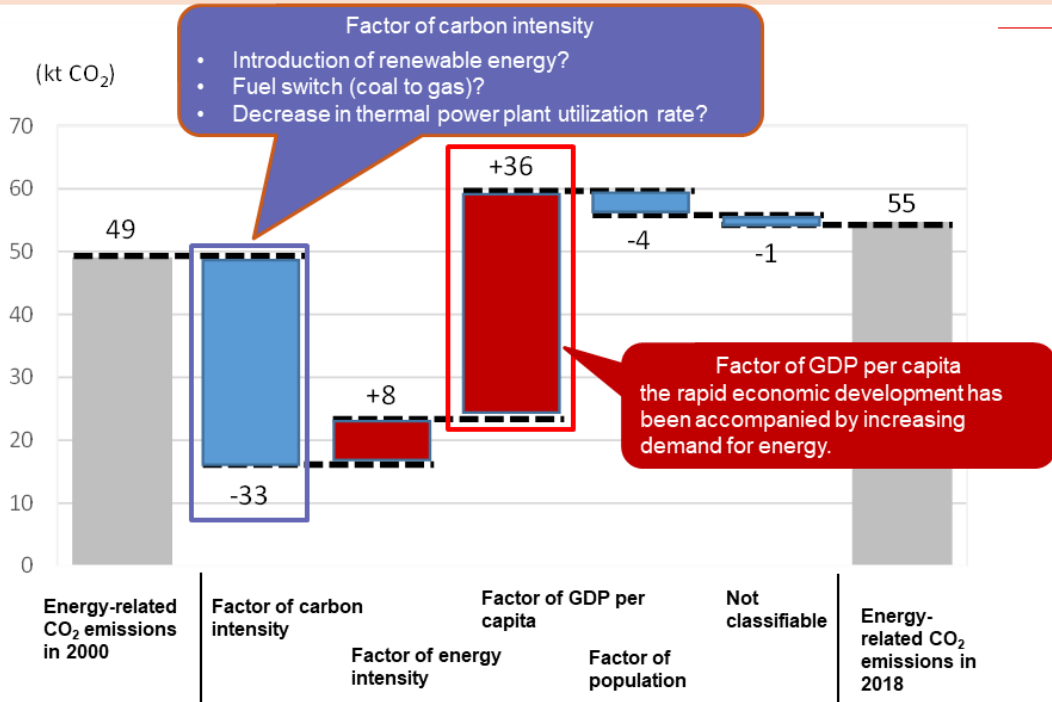 Factor of carbon intensity
• Introduction of renewable energy?
• Fuel switch (coal to gas)?
• Decrease in thermal power plant utilization rate?
(kt CO₂)
70
60
50
40
30
20
10
0
49
-33
+8
+36
-4
-1
55
Factor of GDP per capita
the rapid economic development has
been accompanied by increasing
demand for energy.
Energy-related
CO₂ emissions
in 2000
Factor of carbon
intensity
Factor of energy
intensity
Factor of GDP per
capita
Factor of
population
Not
classifiable
Energy-
related CO₂
emissions in
2018